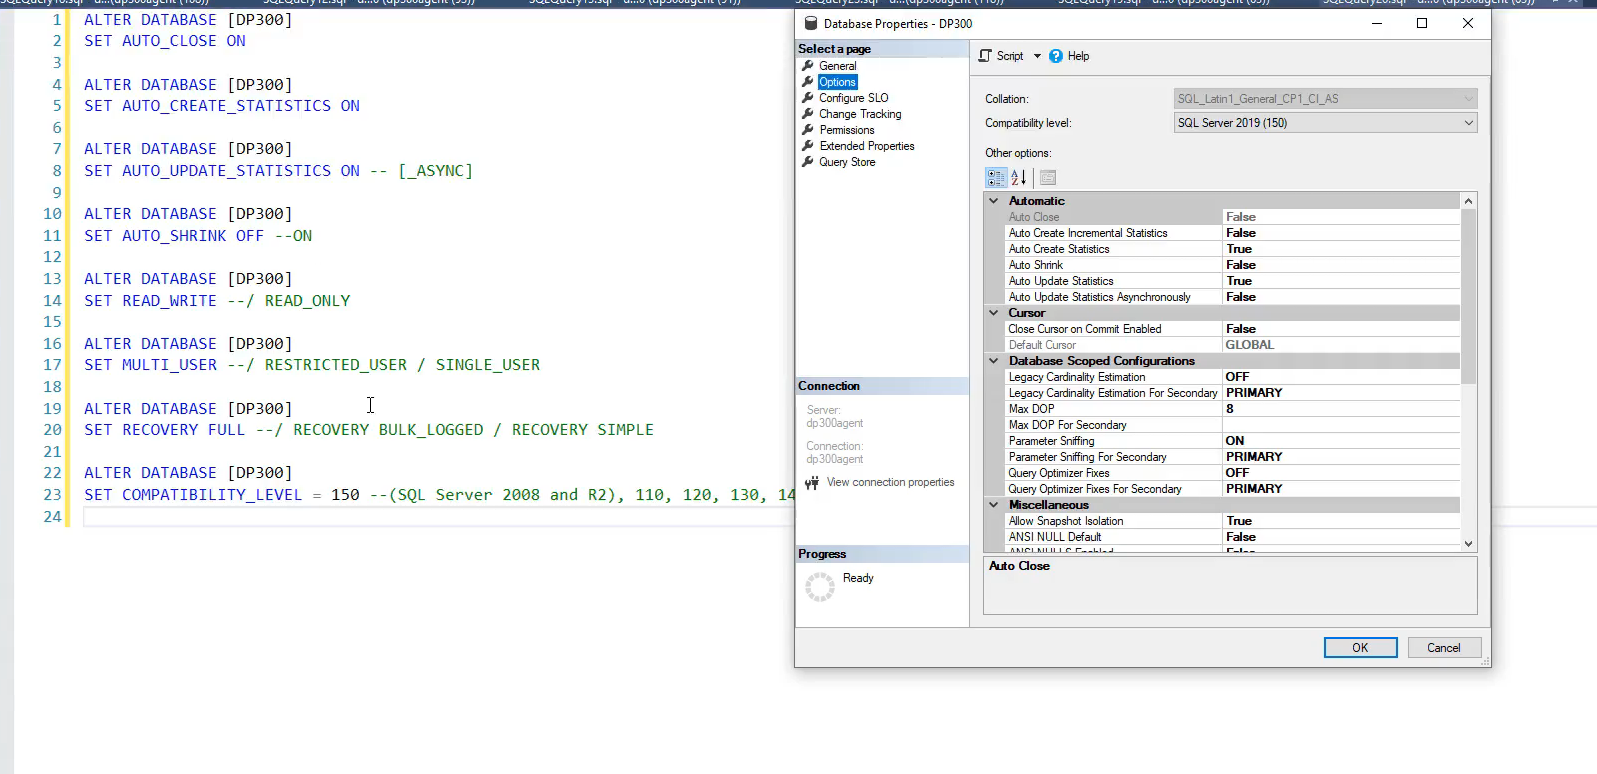 1 ALTER DATABASE [DP300]
2 SET AUTO_CLOSE ON
3
4 ALTER DATABASE [DP300]
5 SET AUTO_CREATE_STATISTICS ON
6
7 ALTER DATABASE [DP300]
8 SET AUTO_UPDATE_STATISTICS ON -- [_ASYNC]
9
10 ALTER DATABASE [DP300]
11 SET AUTO_SHRINK OFF --ON
12
13 ALTER DATABASE [DP300]
14 SET READ_WRITE --/ READ_ONLY
15
16 ALTER DATABASE [DP300]
17 SET MULTI_USER --/ RESTRICTED_USER / SINGLE_USER
18
19 ALTER DATABASE [DP300]
20 SET RECOVERY FULL --/ RECOVERY BULK_LOGGED / RECOVERY SIMPLE
21
22 ALTER DATABASE [DP300]
23 SET COMPATIBILITY_LEVEL = 150 --(SQL Server 2008 and R2), 110, 120, 130, 14
24
Database Properties - DP300
Select a page
General
Options
Configure SLO
Change Tracking
Permissions
Extended Properties
Query Store
Connection
Server:
dp300agent
Connection:
dp300agent
View connection properties
Progress
Ready
Script
Help
Collation: SQL_Latin1_General_CP1_CI_AS
Compatibility level: SQL Server 2019 (150)
Other options:
Automatic
Auto Close False
Auto Create Incremental Statistics False
Auto Create Statistics True
Auto Shrink False
Auto Update Statistics True
Auto Update Statistics Asynchronously False
Cursor
Close Cursor on Commit Enabled False
Default Cursor GLOBAL
Database Scoped Configurations
Legacy Cardinality Estimation OFF
Legacy Cardinality Estimation For Secondary PRIMARY
Max DOP 8
Max DOP For Secondary
Parameter Sniffing ON
Parameter Sniffing For Secondary PRIMARY
Query Optimizer Fixes OFF
Query Optimizer Fixes For Secondary PRIMARY
Miscellaneous
Allow Snapshot Isolation True
ANSI NULL Default False
ANSI NULLS Enabled False
Auto Close
OK
Cancel